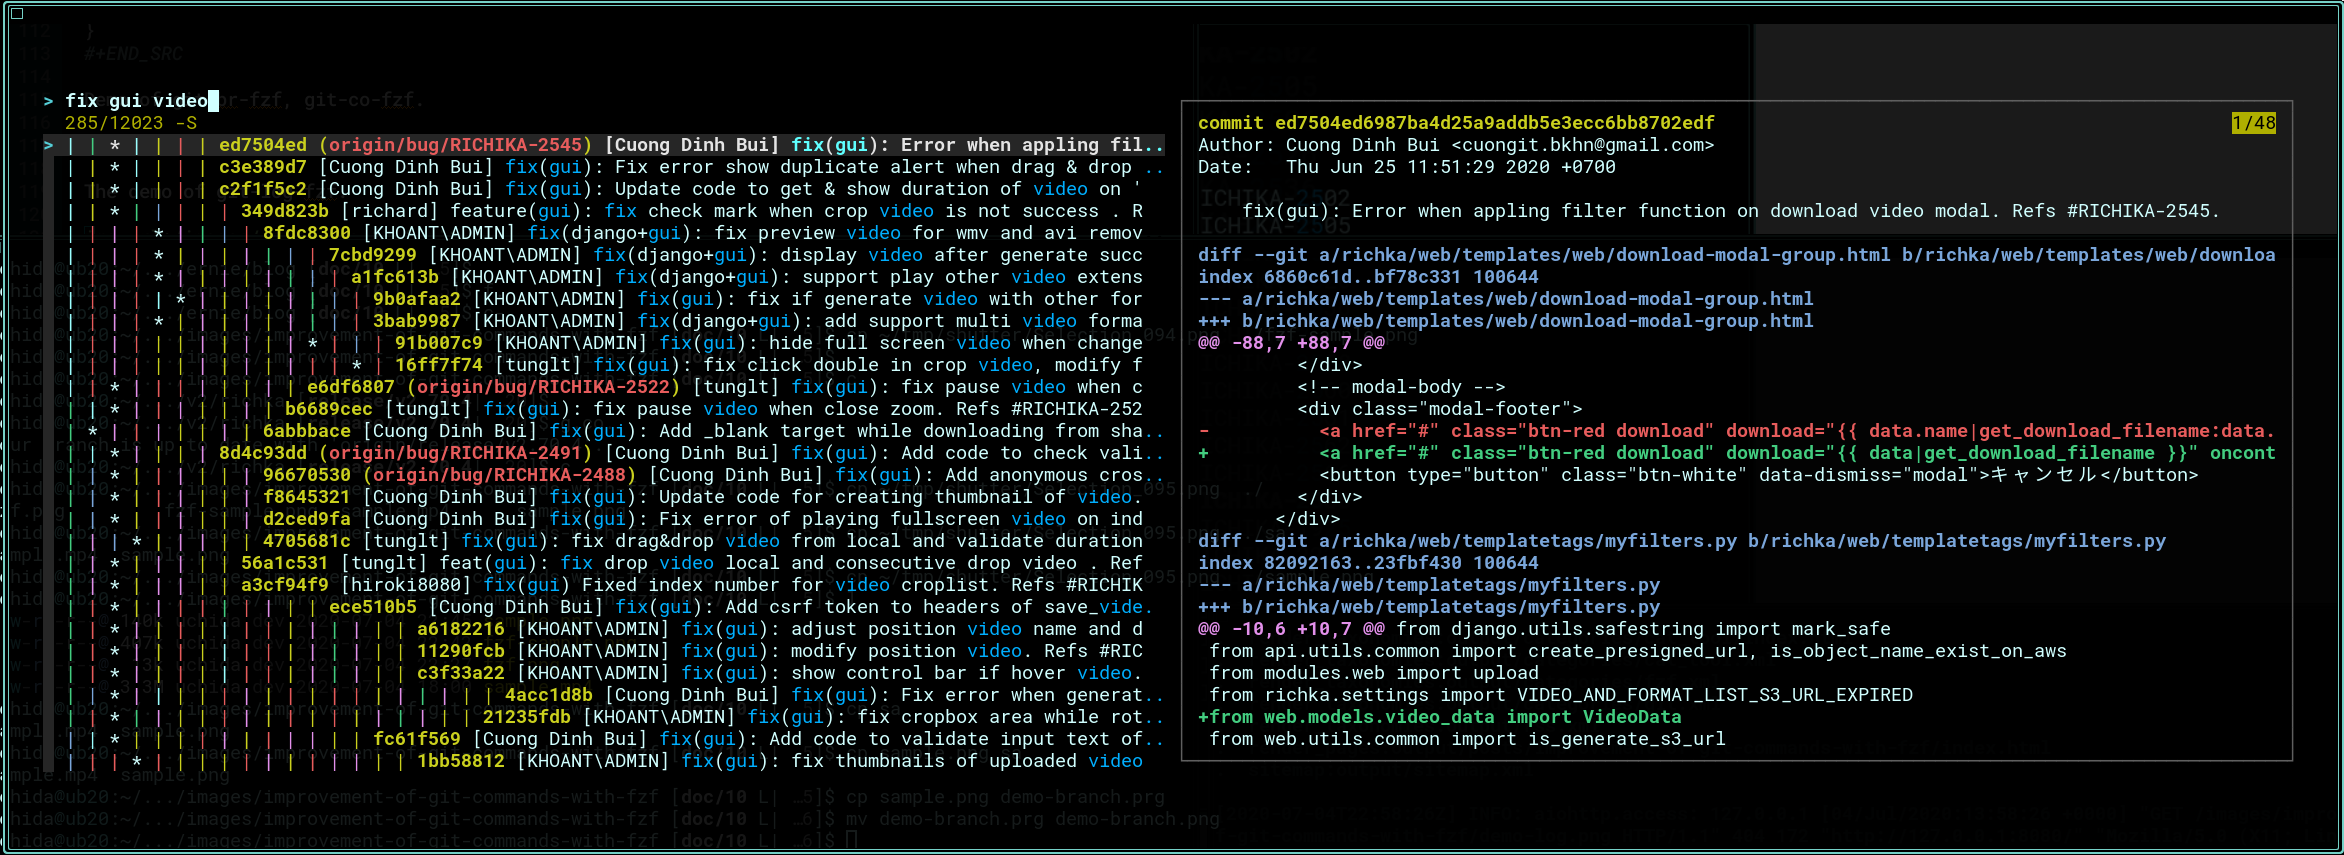 > fix gui video
285/12023 -S
> | | * | | | | ed7504ed (origin/bug/RICHIKA-2545) [Cuong Dinh Bui] fix(gui): Error when appling fil..
| | * | | | | c3e389d7 [Cuong Dinh Bui] fix(gui): Fix error show duplicate alert when drag & drop ..
| | * | | | | c2f1f5c2 [Cuong Dinh Bui] fix(gui): Update code to get & show duration of video on '
| | * | | | | | 349d823b [richard] feature(gui): fix check mark when crop video is not success . R
| | | | * | | | | 8fdc8300 [KHOANT\ADMIN] fix(django+gui): fix preview video for wmv and avi remov
| | | | * | | | | | | | 7cbd9299 [KHOANT\ADMIN] fix(django+gui): display video after generate succ
| | | | * | | | | | | | | a1fc613b [KHOANT\ADMIN] fix(django+gui): support play other video extens
| | | | | * | | | | | | | | 9b0afaa2 [KHOANT\ADMIN] fix(gui): fix if generate video with other for
| | | | * | | | | | | | | | 3bab9987 [KHOANT\ADMIN] fix(django+gui): add support multi video forma
| | | | | | | | | | | * | | | 91b007c9 [KHOANT\ADMIN] fix(gui): hide full screen video when change
| | | | | | | | | | | | | * | 16ff7f74 [tunglt] fix(gui): fix click double in crop video, modify f
| | * | | | | | | | | e6df6807 (origin/bug/RICHIKA-2522) [tunglt] fix(gui): fix pause video when c
| | * | | | | | | | b6689cec [tunglt] fix(gui): fix pause video when close zoom. Refs #RICHIKA-252
| * | | | | | | | 6abbbace [Cuong Dinh Bui] fix(gui): Add _blank target while downloading from sha..
| | * | | | | 8d4c93dd (origin/bug/RICHIKA-2491) [Cuong Dinh Bui] fix(gui): Add code to check vali..
| | * | | | | | | 96670530 (origin/bug/RICHIKA-2488) [Cuong Dinh Bui] fix(gui): Add anonymous cros..
| | * | | | | | | f8645321 [Cuong Dinh Bui] fix(gui): Update code for creating thumbnail of video.
| | * | | | | | | d2ced9fa [Cuong Dinh Bui] fix(gui): Fix error of playing fullscreen video on ind
| | | * | | | | | 4705681c [tunglt] fix(gui): fix drag&drop video from local and validate duration
| | * | | | | | 56a1c531 [tunglt] feat(gui): fix drop video local and consecutive drop video . Ref
| | * | | | | | a3cf94f9 [hiroki8080] fix(gui) Fixed index number for video croplist. Refs #RICHIK
| | * | | | | | | | | | ece510b5 [Cuong Dinh Bui] fix(gui): Add csrf token to headers of save_vide.
| | * | | | | | | | | | | | | | a6182216 [KHOANT\ADMIN] fix(gui): adjust position video name and d
| | * | | | | | | | | | | | | | 11290fcb [KHOANT\ADMIN] fix(gui): modify position video. Refs #RIC
| | * | | | | | | | | | | | | | c3f33a22 [KHOANT\ADMIN] fix(gui): show control bar if hover video.
| | * | | | | | | | | | | | | | | | | | 4acc1d8b [Cuong Dinh Bui] fix(gui): Fix error when generat..
| | * | | | | | | | | | | | | | | | | 21235fdb [KHOANT\ADMIN] fix(gui): fix cropbox area while rot..
| | * | | | | | | | | | | | fc61f569 [Cuong Dinh Bui] fix(gui): Add code to validate input text of..
| | | * | | | | | | | | | | | | 1bb58812 [KHOANT\ADMIN] fix(gui): fix thumbnails of uploaded video
commit ed7504ed6987ba4d25a9addb5e3ecc6bb8702edf
1/48
Author: Cuong Dinh Bui <cuongit.bkhn@gmail.com>
Date:   Thu Jun 25 11:51:29 2020 +0700
fix(gui): Error when appling filter function on download video modal. Refs #RICHIKA-2545.
diff --git a/richka/web/templates/web/download-modal-group.html b/richka/web/templates/web/downloa
index 6860c61d..bf78c331 100644
--- a/richka/web/templates/web/download-modal-group.html
+++ b/richka/web/templates/web/download-modal-group.html
@@ -88,7 +88,7 @@
</div>
<!-- modal-body -->
<div class="modal-footer">
- <a href="#" class="btn-red download" download="{{ data.name|get_download_filename:data.
+ <a href="#" class="btn-red download" download="{{ data|get_download_filename }}" oncont
<button type="button" class="btn-white" data-dismiss="modal">キャンセル</button>
</div>
</div>
diff --git a/richka/web/templatetags/myfilters.py b/richka/web/templatetags/myfilters.py
index 82092163..23fbf430 100644
--- a/richka/web/templatetags/myfilters.py
+++ b/richka/web/templatetags/myfilters.py
@@ -10,6 +10,7 @@ from django.utils.safestring import mark_safe
from api.utils.common import create_presigned_url, is_object_name_exist_on_aws
from modules.web import upload
from richka.settings import VIDEO_AND_FORMAT_LIST_S3_URL_EXPIRED
+from web.models.video_data import VideoData
from web.utils.common import is_generate_s3_url
hida@ub20:~/.../images/improvement-of-git-commands-with-fzf [doc/10 L| …5]$ cp sample.png demo-branch.prg
hida@ub20:~/.../images/improvement-of-git-commands-with-fzf [doc/10 L| …6]$ mv demo-branch.prg demo-branch.png
hida@ub20:~/.../images/improvement-of-git-commands-with-fzf [doc/10 L| …6]$